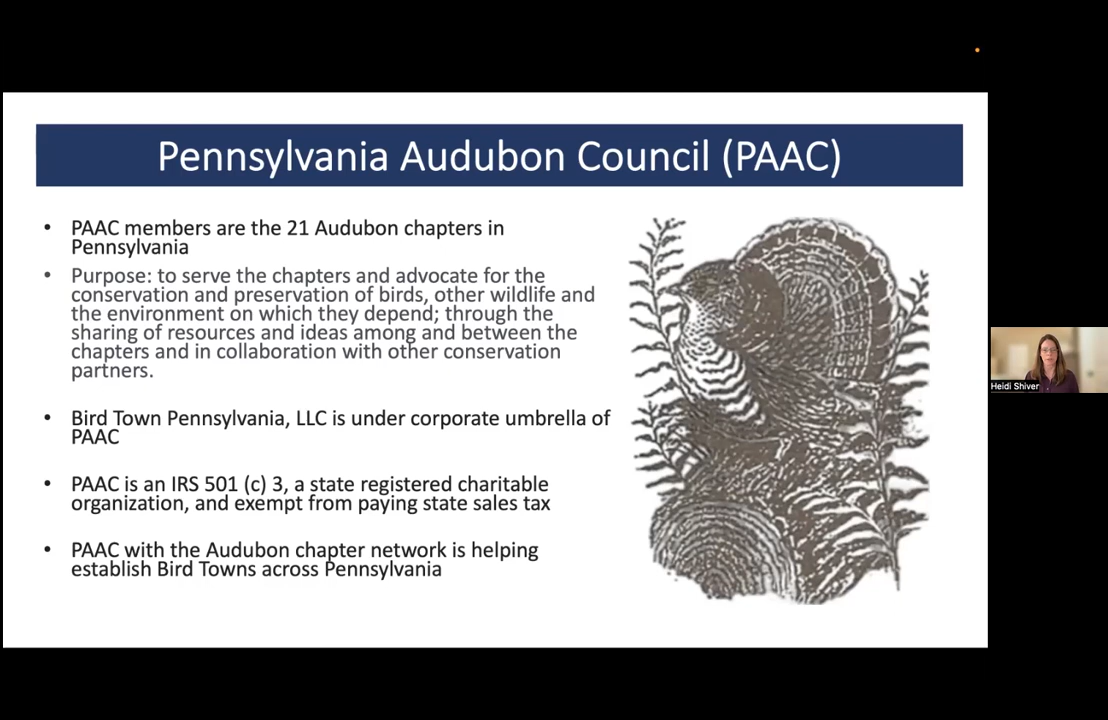 Pennsylvania Audubon Council (PAAC)
• PAAC members are the 21 Audubon chapters in
Pennsylvania
• Purpose: to serve the chapters and advocate for the
conservation and preservation of birds, other wildlife and
the environment on which they depend; through the
sharing of resources and ideas among and between the
chapters and in collaboration with other conservation
partners.
• Bird Town Pennsylvania, LLC is under corporate umbrella of
PAAC
• PAAC is an IRS 501 (c) 3, a state registered charitable
organization, and exempt from paying state sales tax
• PAAC with the Audubon chapter network is helping
establish Bird Towns across Pennsylvania
Heidi Shiver